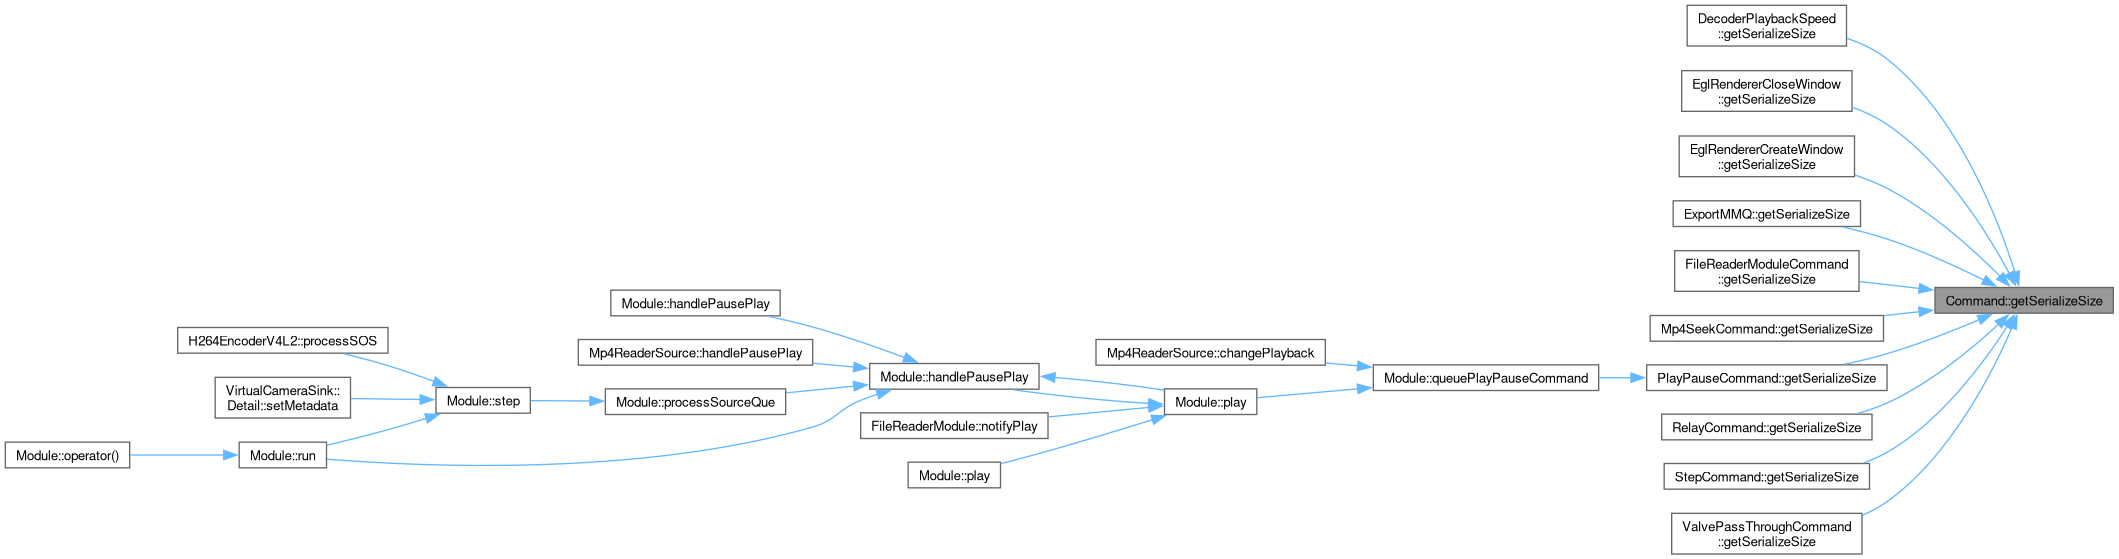 DecoderPlaybackSpeed
::getSerializeSize
EglRendererCloseWindow
::getSerializeSize
EglRendererCreateWindow
::getSerializeSize
ExportMMQ::getSerializeSize
FileReaderModuleCommand
::getSerializeSize
Command::getSerializeSize
Module::handlePausePlay
Mp4SeekCommand::getSerializeSize
H264EncoderV4L2::processSOS
Mp4ReaderSource::handlePausePlay
Mp4ReaderSource::changePlayback
Module::handlePausePlay
Module::queuePlayPauseCommand
PlayPauseCommand::getSerializeSize
VirtualCameraSink::
Detail::setMetadata
Module::step
Module::processSourceQue
Module::play
FileReaderModule::notifyPlay
RelayCommand::getSerializeSize
Module::operator()
Module::run
Module::play
StepCommand::getSerializeSize
ValvePassThroughCommand
::getSerializeSize